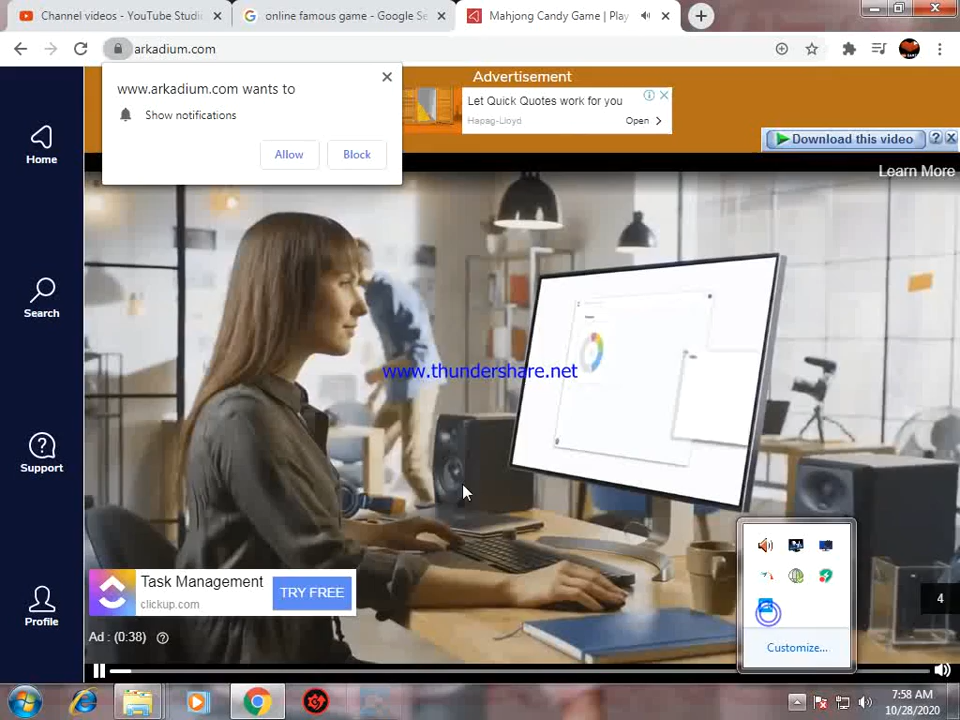 Channel videos - YouTube Studi
online famous game - Google Se
Mahjong Candy Game | Play
arkadium.com
www.arkadium.com wants to
Show notifications
Allow
Block
Advertisement
Let Quick Quotes work for you
Hapag-Lloyd
Open
Download this video
?
Learn More
Home
Search
Support
Profile
www.thundershare.net
Task Management
clickup.com
TRY FREE
Ad : (0:38)
4
Customize...
7:58 AM
10/28/2020